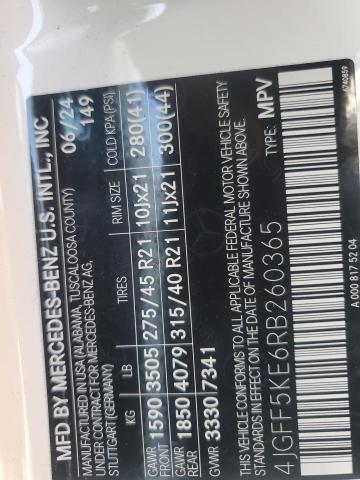 MFD BY MERCEDES-BENZ U.S. INTL., INC
MANUFACTURED IN USA (ALABAMA, TUSCALOOSA COUNTY) 06/24
UNDER CONTRACT FOR MERCEDES-BENZ AG, 149
STUTTGART (GERMANY)
KG LB TIRES RIM SIZE COLD KPA (PSI)
GAWR FRONT 1590 3505 275/45 R21 10Jx21 280(41)
GAWR REAR 1850 4079 315/40 R21 11Jx21 300(44)
GVWR 3330/7341
VEHICLE CONFORMS TO ALL APPLICABLE FEDERAL MOTOR VEHICLE SAFETY
STANDARDS IN EFFECT ON THE DATE OF MANUFACTURE SHOWN ABOVE
4JGFF5KE6RB260365 TYPE: MPV
A 000 817 52 04 6740859